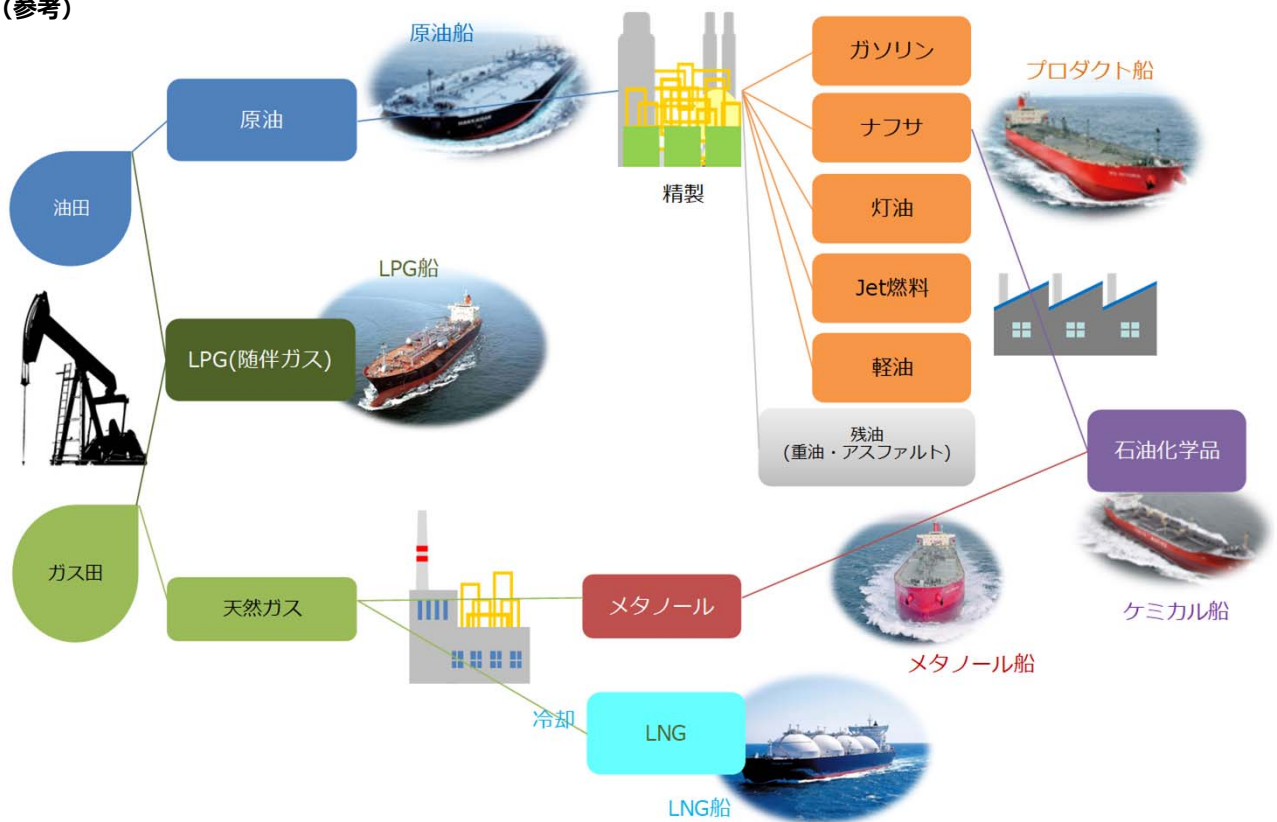 (参考)
原油船
原油
油田
精製
ガソリン
ナフサ
灯油
Jet燃料
軽油
残油
(重油・アスファルト)
プロダクト船
LPG船
LPG(随伴ガス)
石油化学品
ケミカル船
ガス田
天然ガス
メタノール
メタノール船
冷却
LNG
LNG船